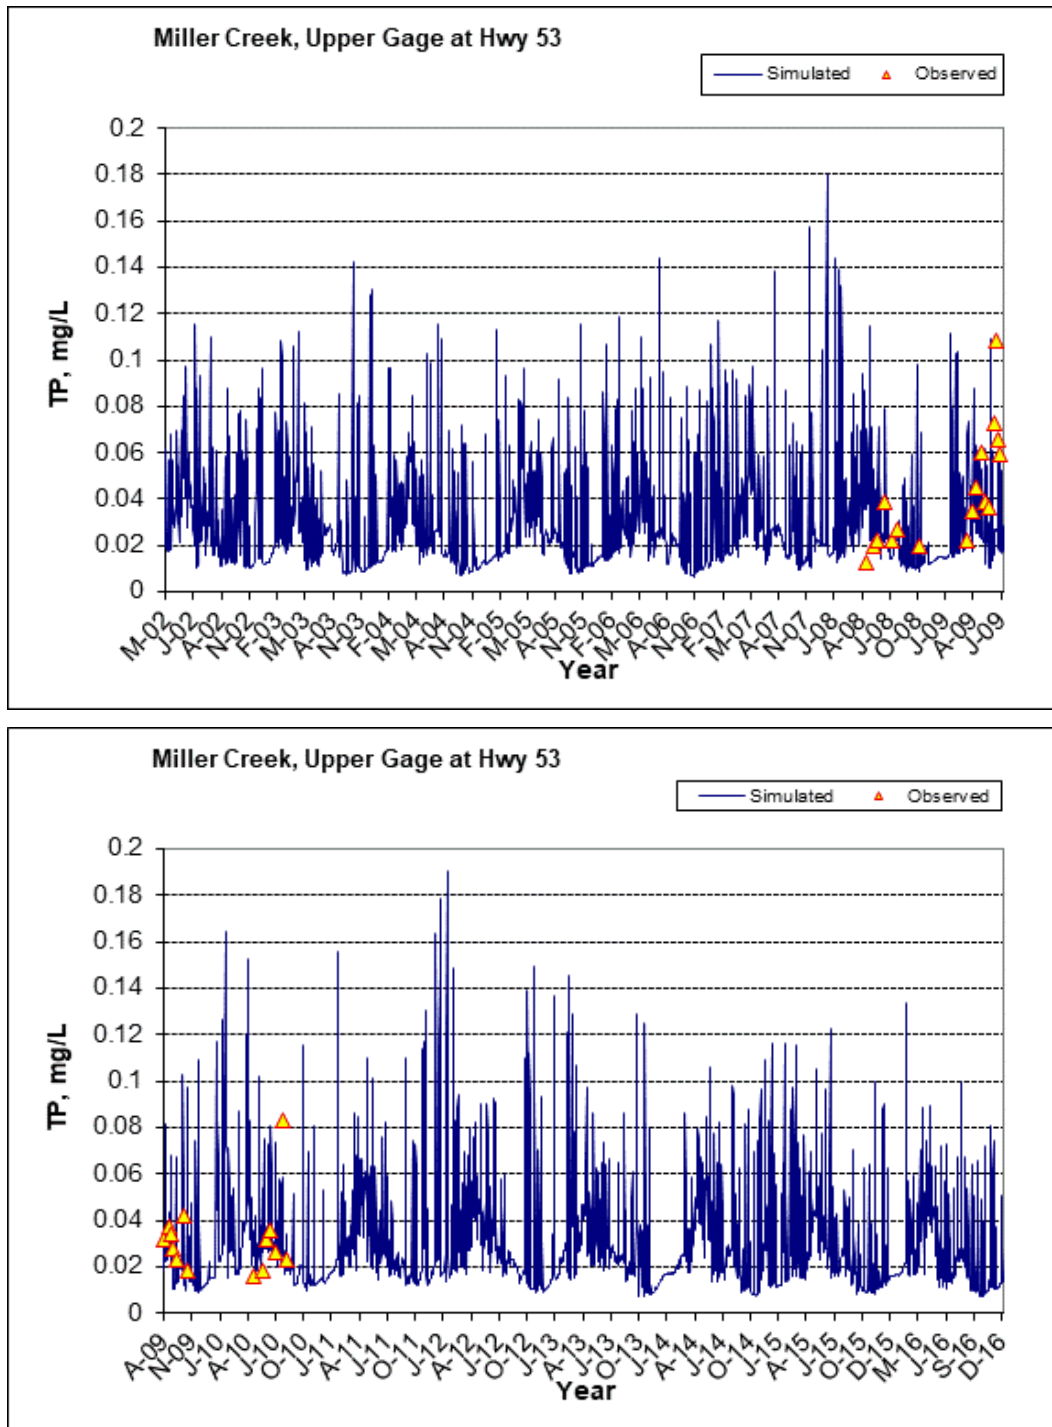 Miller Creek, Upper Gage at Hwy 53
Simulated Observed
0.2
0.18
0.16
0.14
0.12
0.1
0.08
0.06
0.04
0.02
0
TP, mg/L
M-02 J-02 A-02 N-02 F-03 M-03 A-03 N-03 F-04 M-04 A-04 N-04 F-05 M-05 A-05 N-05 F-06 M-06 A-06 N-06 F-07 M-07 A-07 N-07 J-08 A-08 J-08 O-08 J-09 A-09 J-09
Year
Miller Creek, Upper Gage at Hwy 53
Simulated Observed
0.2
0.18
0.16
0.14
0.12
0.1
0.08
0.06
0.04
0.02
0
TP, mg/L
A-09 N-09 J-10 A-10 J-10 O-10 J-11 A-11 J-11 O-11 J-12 A-12 J-12 O-12 J-13 A-13 J-13 O-13 J-14 A-14 J-14 O-14 J-15 A-15 J-15 O-15 D-15 M-16 J-16 S-16 D-16
Year